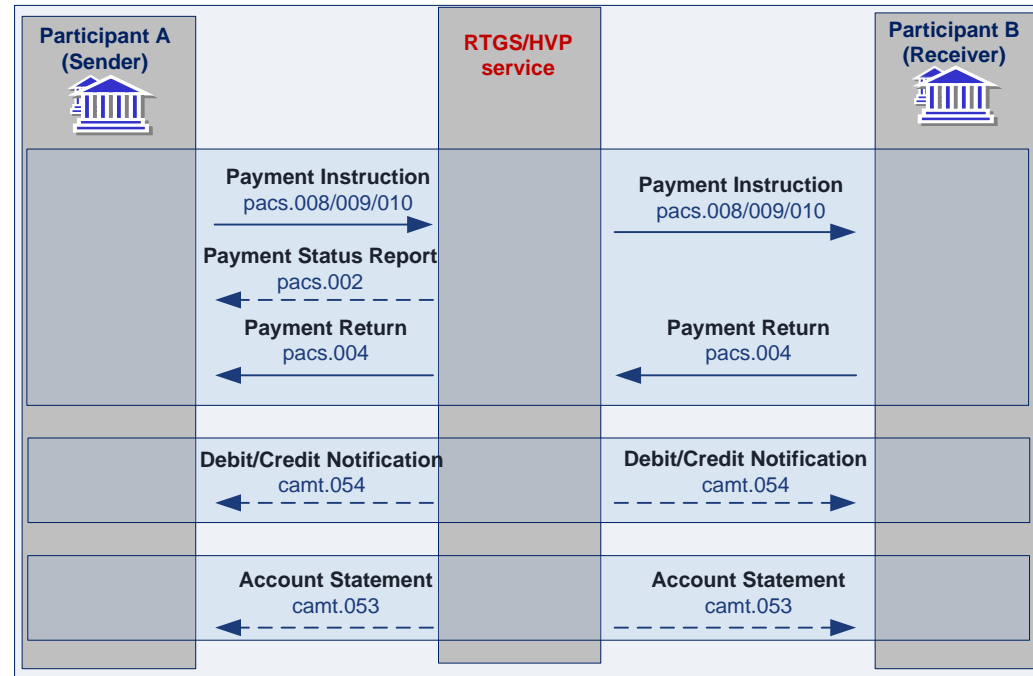 Participant A
(Sender)
RTGS/HVP
service
Participant B
(Receiver)
Payment Instruction
pacs.008/009/010
Payment Instruction
pacs.008/009/010
Payment Status Report
pacs.002
Payment Return
pacs.004
Payment Return
pacs.004
Debit/Credit Notification
camt.054
Debit/Credit Notification
camt.054
Account Statement
camt.053
Account Statement
camt.053